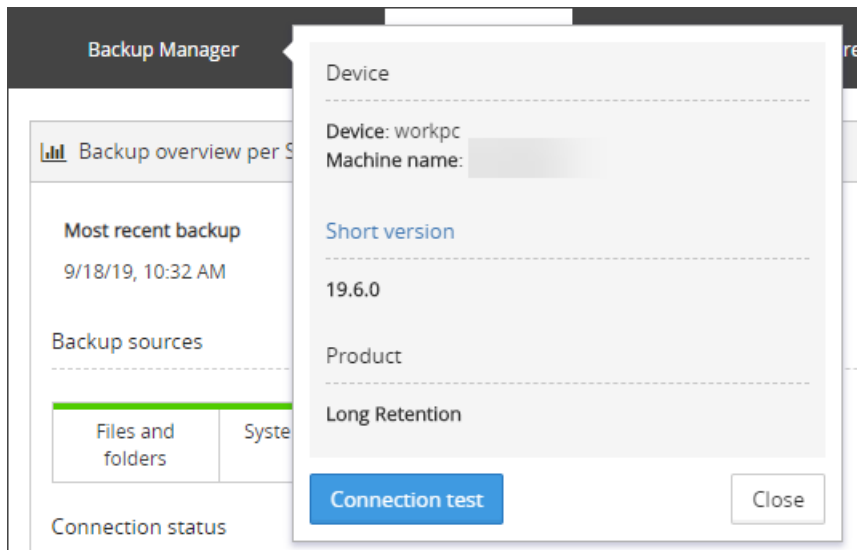 Backup Manager
re
Backup overview per S
Most recent backup
9/18/19, 10:32 AM
Backup sources
Files and
folders
Syste
Connection status
Device
Device: workpc
Machine name:
Short version
19.6.0
Product
Long Retention
Connection test
Close